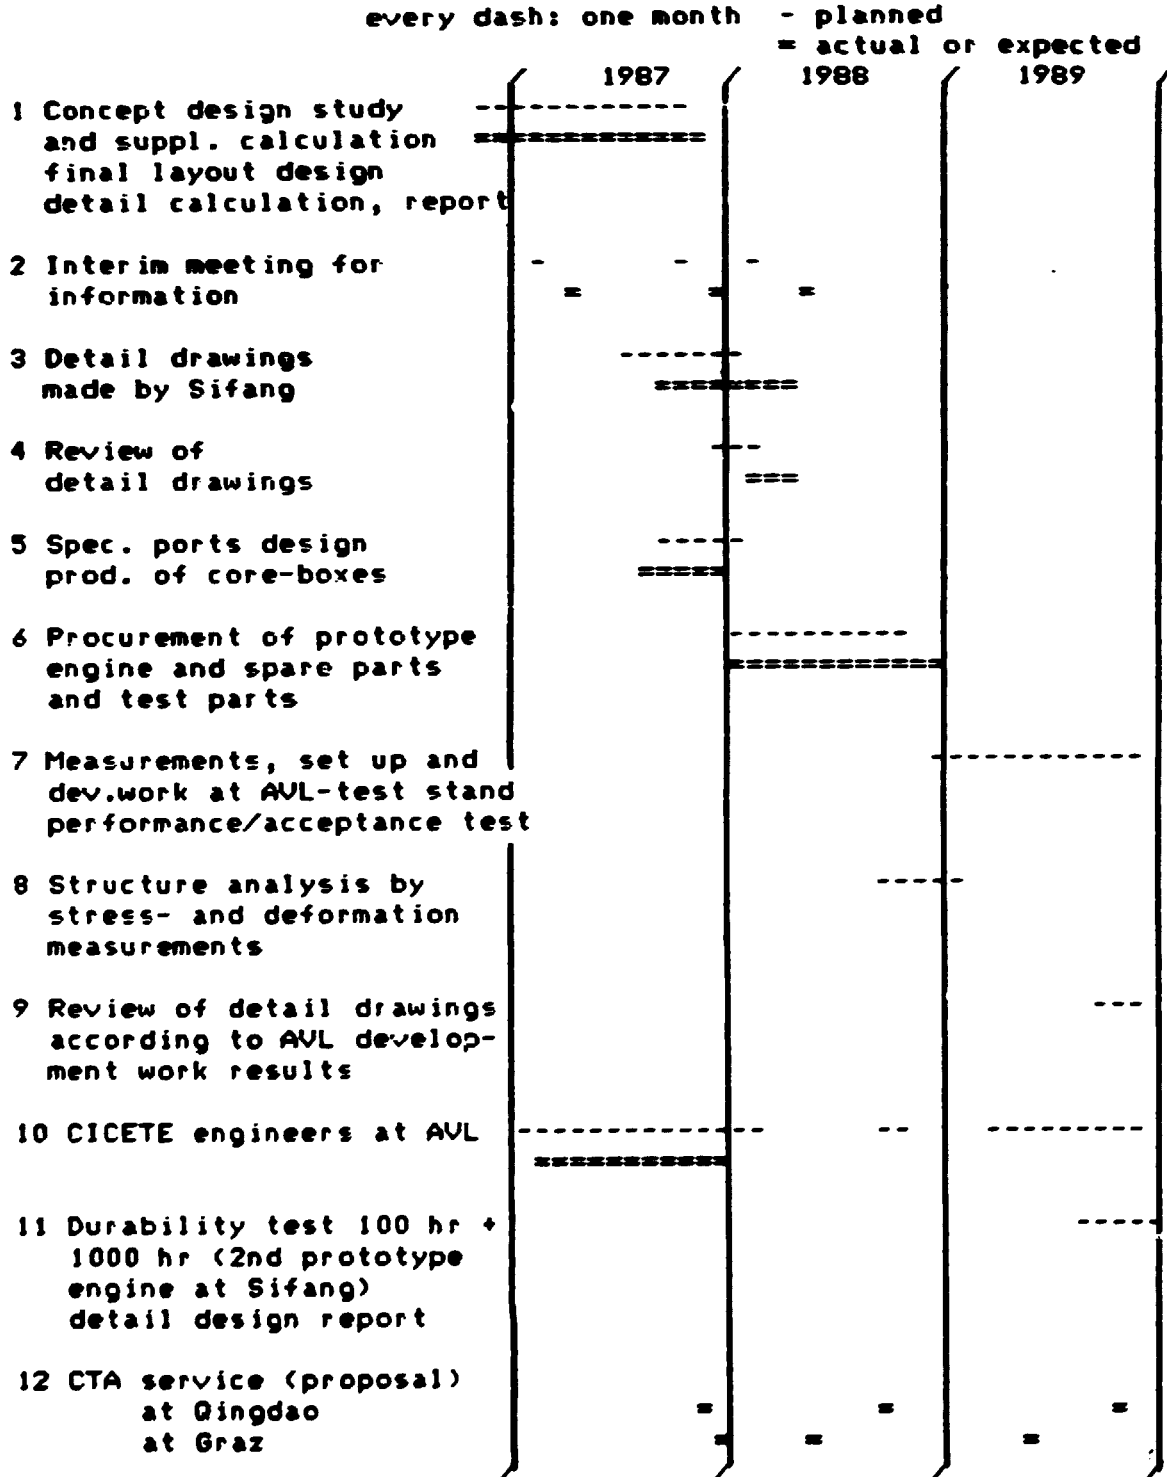 every dash: one month - planned
= actual or expected
1987 1988 1989
1 Concept design study
and suppl. calculation
final layout design
detail calculation, report
2 Interim meeting for
information
3 Detail drawings
made by Sifang
4 Review of
detail drawings
5 Spec. ports design
prod. of core-boxes
6 Procurement of prototype
engine and spare parts
and test parts
7 Measurements, set up and
dev.work at AVL-test stand
performance/acceptance test
8 Structure analysis by
stress- and deformation
measurements
9 Review of detail drawings
according to AVL develop-
ment work results
10 CICETE engineers at AVL
11 Durability test 100 hr +
1000 hr (2nd prototype
engine at Sifang)
detail design report
12 CTA service (proposal)
at Qingdao
at Graz